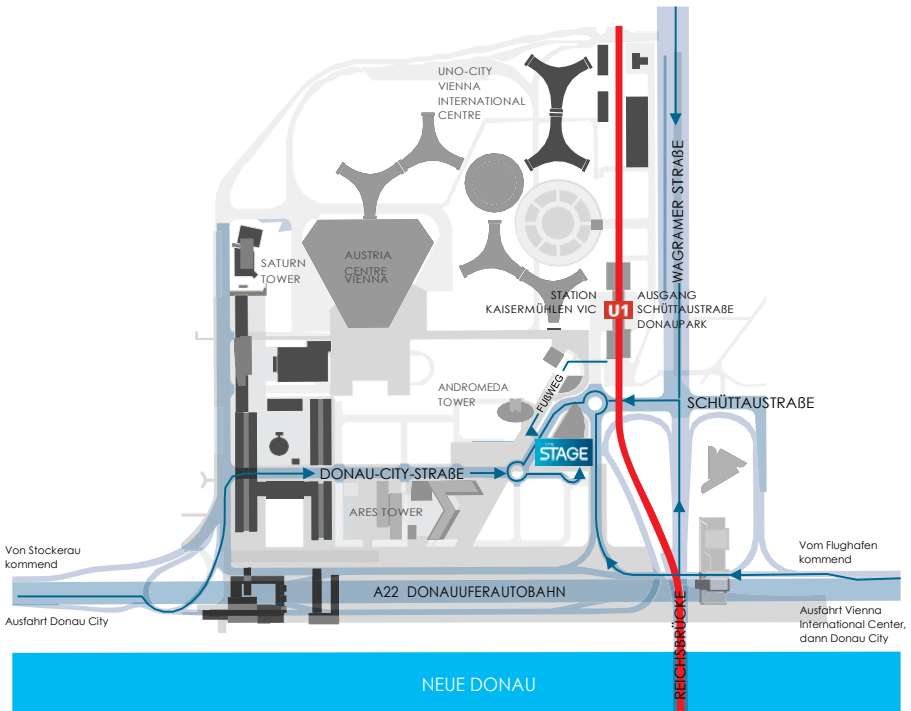 UNO-CITY
VIENNA
INTERNATIONAL
CENTRE
WAGRAMER STRAßE
SATURN
TOWER
AUSTRIA
CENTRE
VIENNA
STATION
KAISERMÜHLEN VIC
U1
AUSGANG
SCHÜTTAUSTRAßE
DONAUPARK
ANDROMEDA
TOWER
FUßWEG
SCHÜTTAUSTRAßE
THE
STAGE
DONAU-CITY-STRAßE
ARES TOWER
Von Stockerau
kommend
Vom Flughafen
kommend
A22 DONAUUFERAUTOBAHN
Ausfahrt Donau City
Ausfahrt Vienna
International Center,
dann Donau City
REICHSBRÜCKE
NEUE DONAU